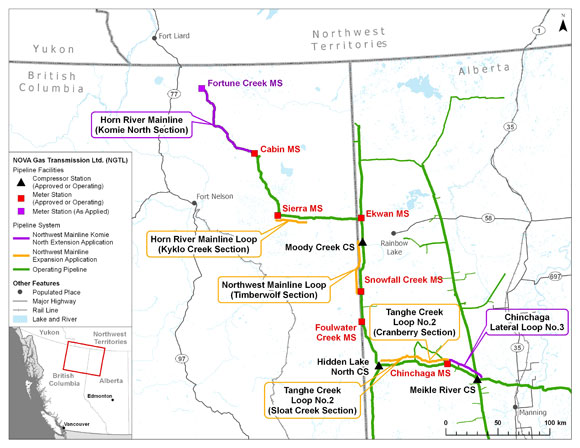 Fort Liard
Northwest
Territories
Yukon
British
Columbia
Alberta
N
1
77
Fortune Creek MS
Horn River Mainline
(Komie North Section)
35
Cabin MS
NOVA Gas Transmission Ltd. (NGTL)
Pipeline Facilities
Compressor Station
(Approved or Operating)
Meter Station
(Approved or Operating)
Meter Station (As Applied)
Pipeline System
Northwest Mainline Komie
North Extension Application
Northwest Mainline
Expansion Application
Operating Pipeline
Other Features
Populated Place
Major Highway
Rail Line
Lake and River
Fort Nelson
Sierra MS
Ekwan MS
58
35
Horn River Mainline Loop
(Kyklo Creek Section)
Moody Creek CS
Rainbow
Lake
697
Northwest Mainline Loop
(Timberwolf Section)
Snowfall Creek MS
Tanghe Creek
Loop No.2
(Cranberry Section)
Chinchaga
Lateral Loop No.3
Foulwater
Creek MS
97
Hidden Lake
North CS
Chinchaga MS
Tanghe Creek
Loop No.2
(Sloat Creek Section)
Meikle River CS
35
Manning
Yukon
Northwest
Territories
British
Columbia
Alberta
Edmonton
Vancouver
0 25 50 100 km